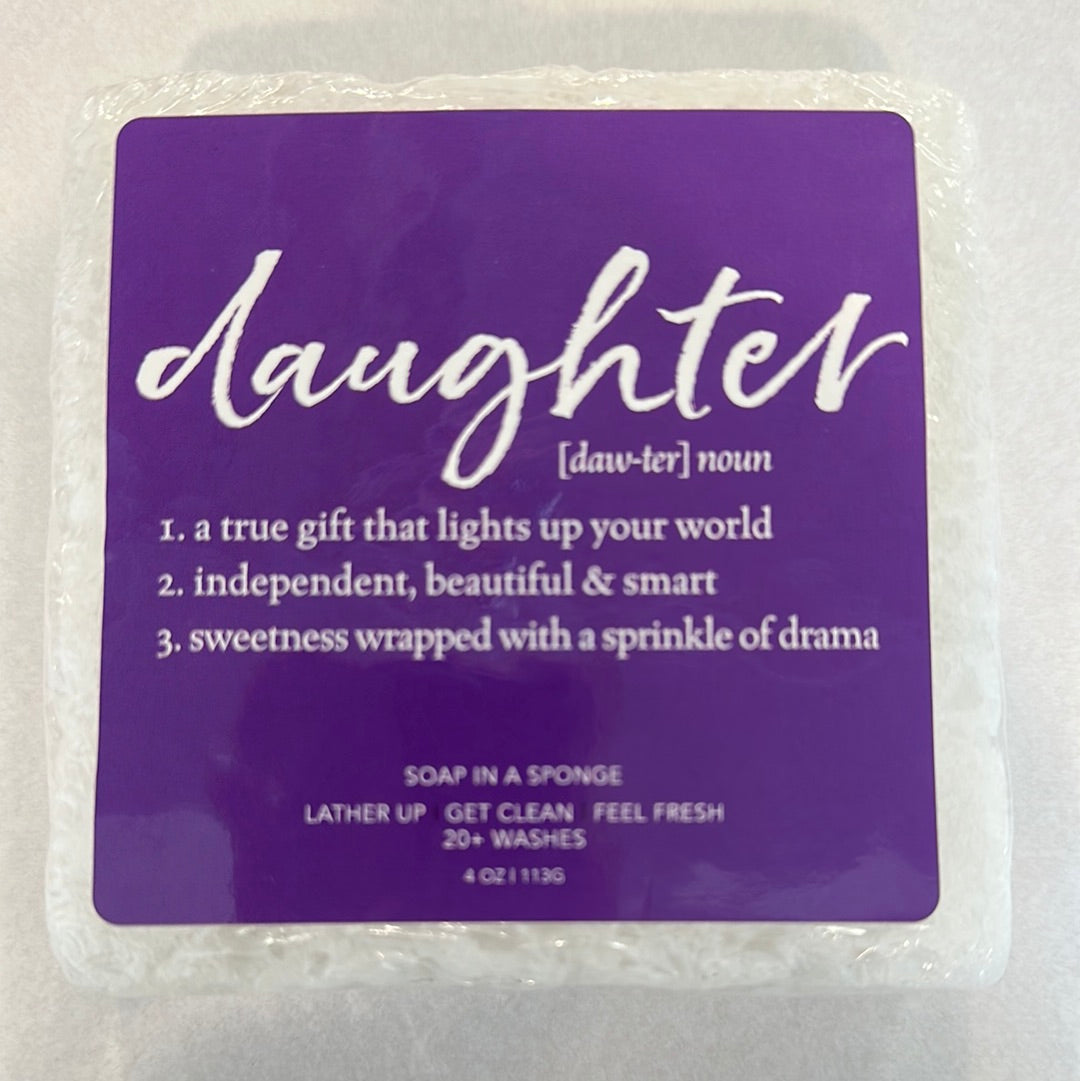 daughter
[daw-ter] noun
1. a true gift that lights up your world
2. independent, beautiful & smart
3. sweetness wrapped with a sprinkle of drama
SOAP IN A SPONGE
LATHER UP | GET CLEAN | FEEL FRESH
20+ WASHES
4 OZ | 113G